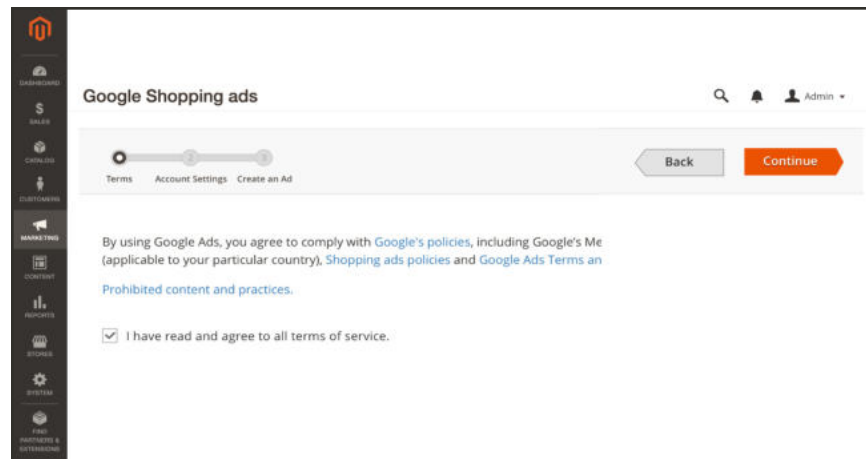 DASHBOARD
$
SALES
CATALOG
CUSTOMERS
MARKETING
CONTENT
REPORTS
STORES
SYSTEM
FIND
PARTNERS &
EXTENSIONS
Google Shopping ads
Admin
1 2 3
Terms Account Settings Create an Ad
Back
Continue
By using Google Ads, you agree to comply with Google's policies, including Google's Me
(applicable to your particular country), Shopping ads policies and Google Ads Terms an
Prohibited content and practices.
I have read and agree to all terms of service.